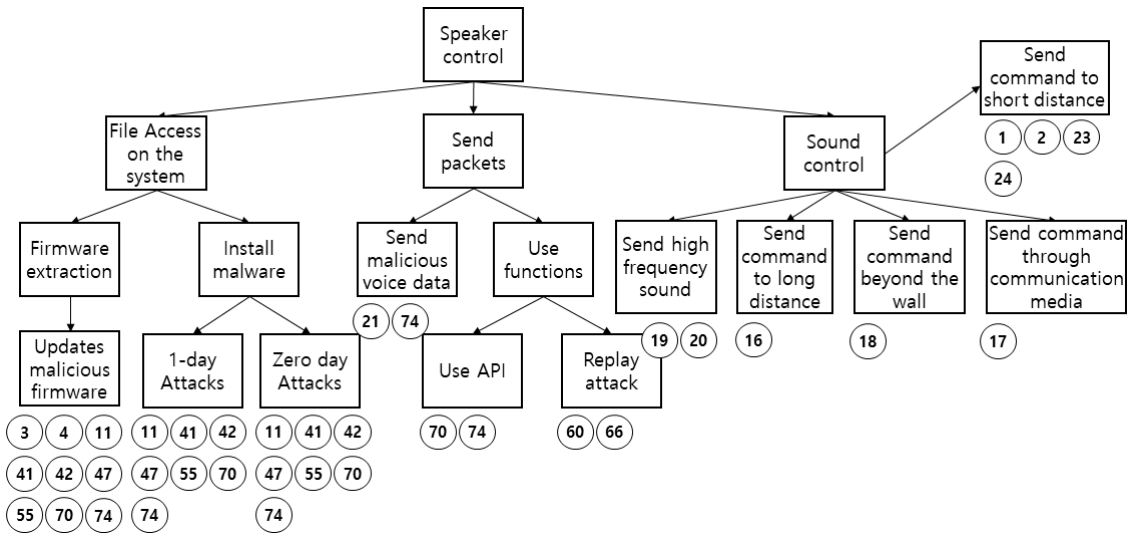 Speaker
control
Send
command to
short distance
1 2 23
24
File Access
on the
system
Send
packets
Sound
control
Firmware
extraction
Install
malware
Send
malicious
voice data
21 74
Use
functions
Send high
frequency
sound
19 20
Send
command
to long
distance
16
Send
command
beyond the
wall
18
Send command
through
communication
media
17
Updates
malicious
firmware
3 4 11
41 42 47
55 70 74
1-day
Attacks
11 41 42
47 55 70
74
Zero day
Attacks
11 41 42
47 55 70
74
Use API
70 74
Replay
attack
60 66